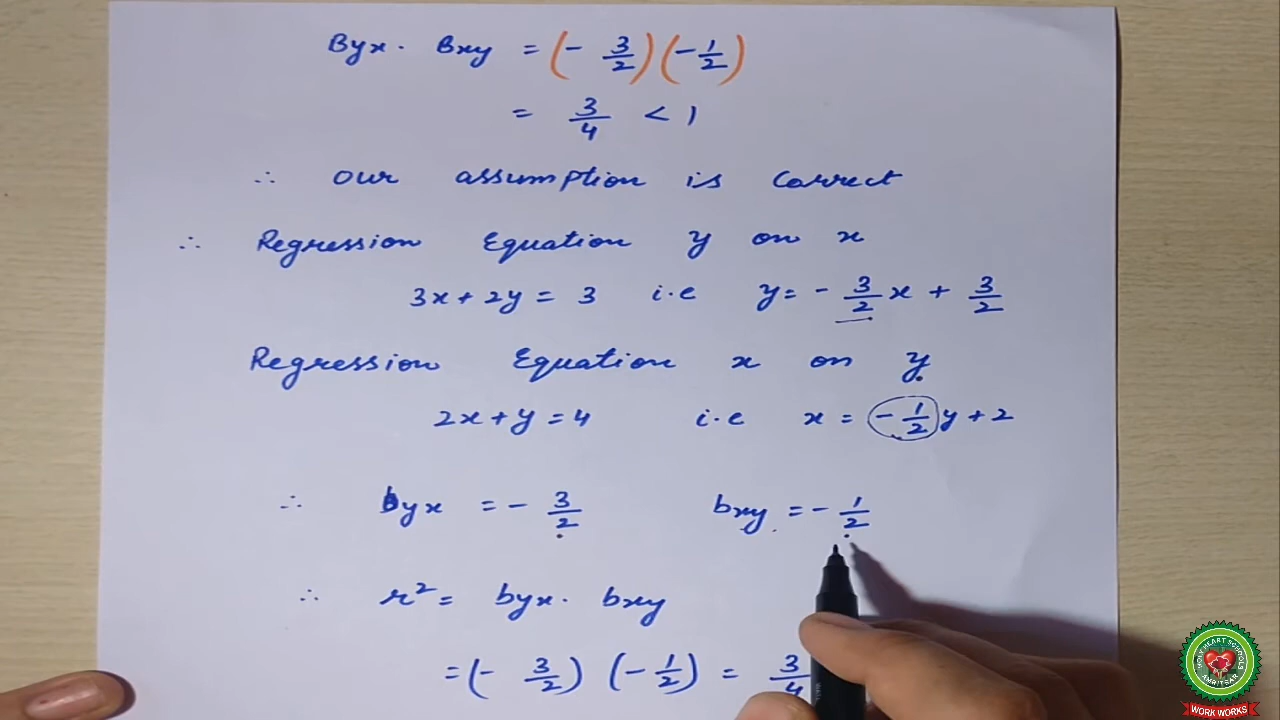 Byx . Bxy = (- 3/2) (-1/2)
= 3/4 < 1
∴ our assumption is correct
∴ Regression Equation y on x
3x + 2y = 3 i.e y = - 3/2 x + 3/2
Regression Equation x on y
2x + y = 4 i.e x = -1/2 y + 2
∴ byx = - 3/2 bxy = - 1/2
∴ r² = byx . bxy
= (- 3/2) (- 1/2) = 3/4
WORK WORKS